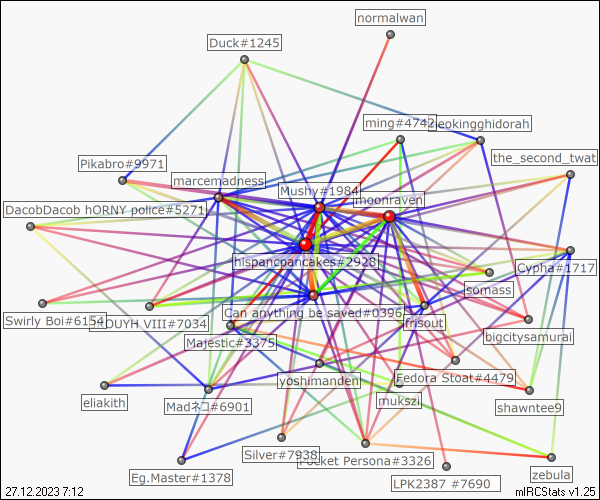 normalwan
Duck#1245
ming#4742
neokingghidorah
Pikabro#9971
the_second_twat
marcemadness
Mushy#1984
moonraven
DacobDacob hORNY police#5271
hispancpancakes#2928
Cypha#1717
somass
Can anything be saved#0396
Swirly Boi#6154
OUYH VIII#7034
frisout
bigcitysamurai
Majestic#3375
yoshimanden
Fedora Stoat#4479
eliakith
Madネコ#6901
mukszi
shawntee9
Silver#7938
Pocket Persona#3326
Eg.Master#1378
LPK2387 #7690
zebula
27.12.2023 7:12
mIRCStats v1.25